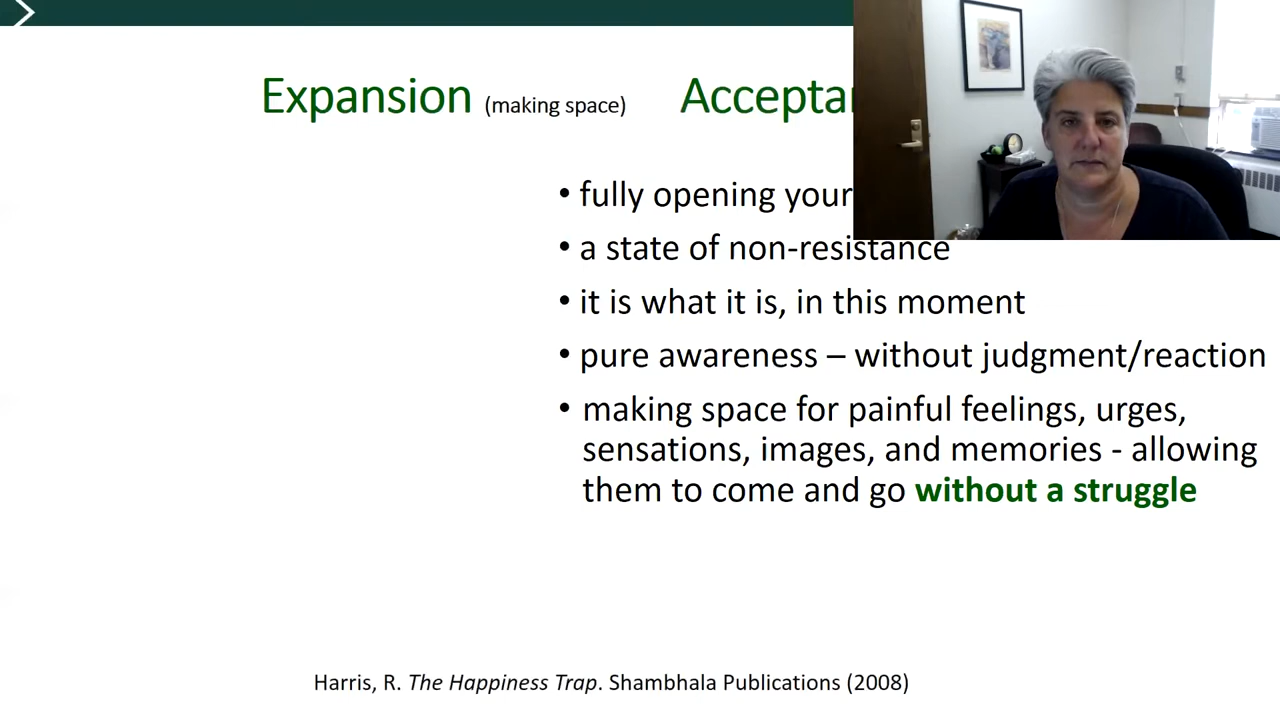 Expansion (making space) Accepta
• fully opening your
• a state of non-resistance
• it is what it is, in this moment
• pure awareness – without judgment/reaction
• making space for painful feelings, urges,
sensations, images, and memories - allowing
them to come and go without a struggle
Harris, R. The Happiness Trap. Shambhala Publications (2008)